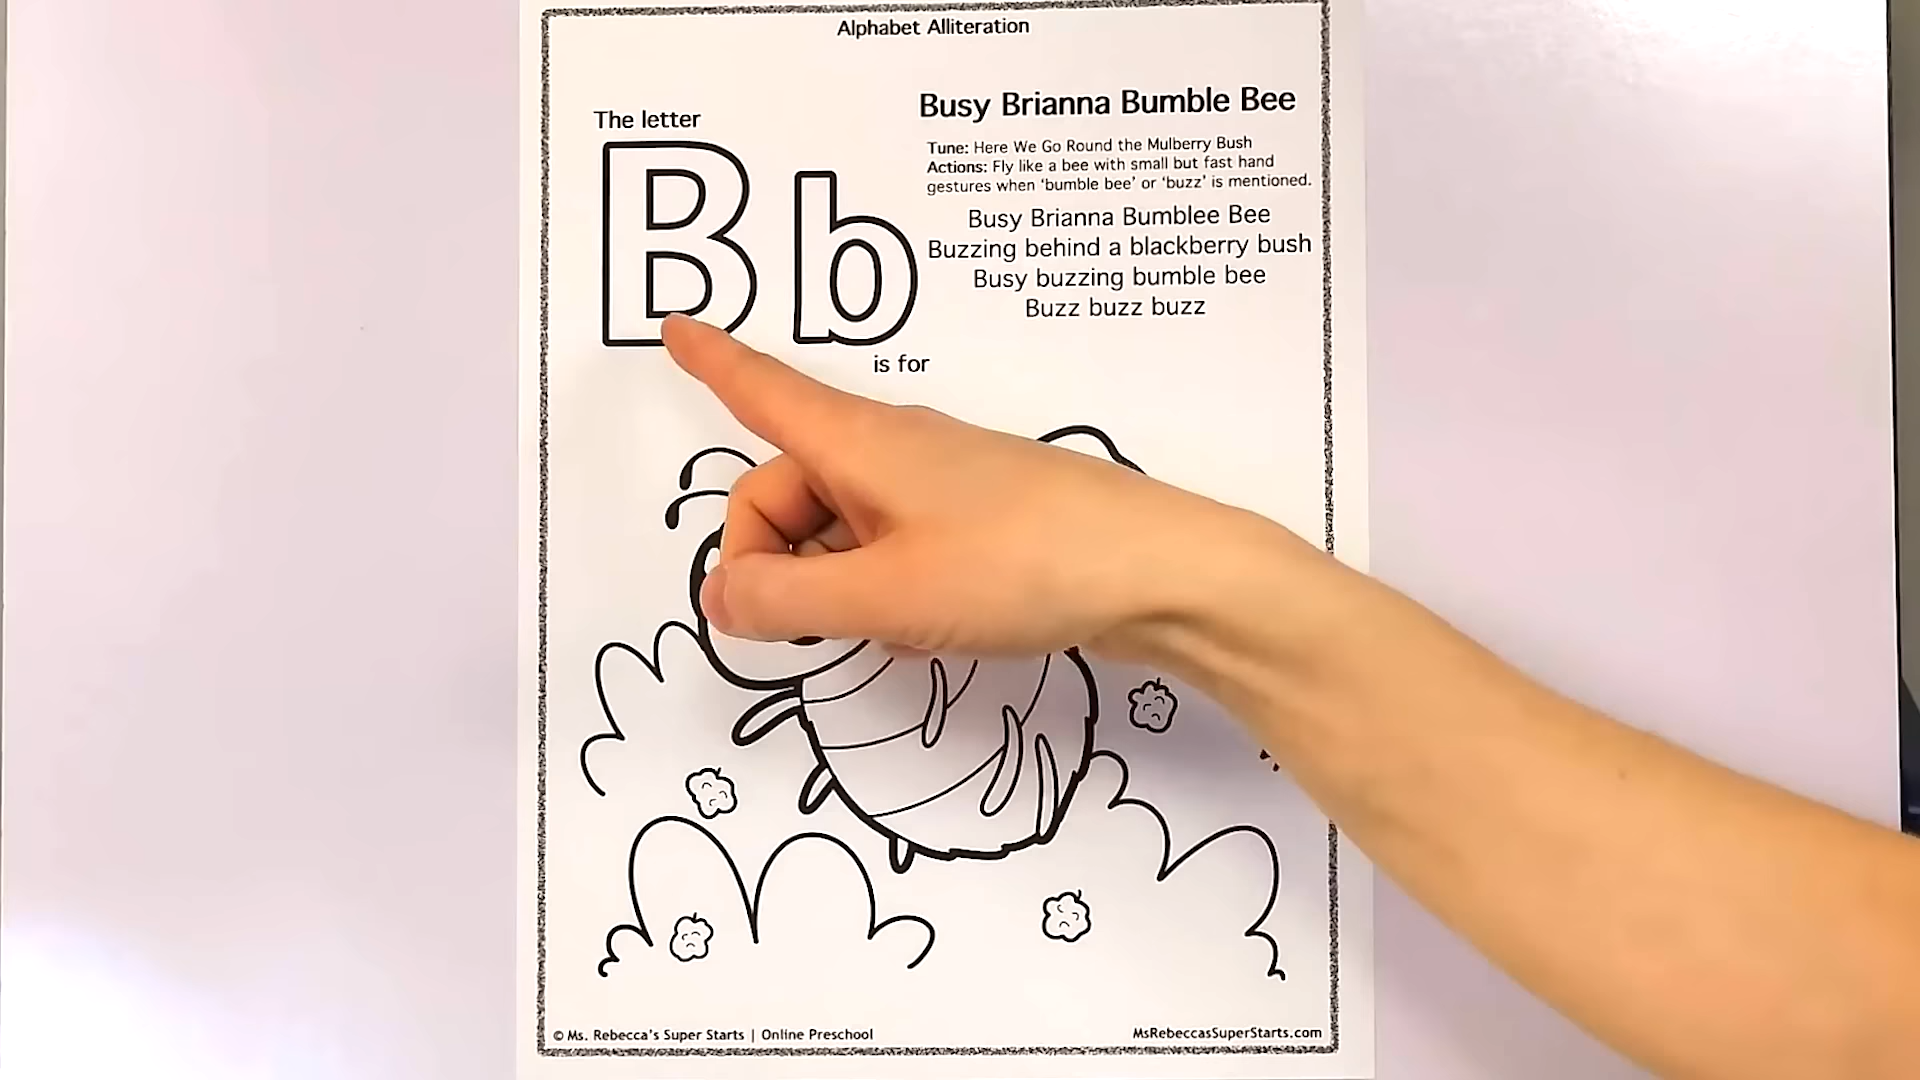 Alphabet Alliteration
The letter
Bb
is for
Busy Brianna Bumble Bee
Tune: Here We Go Round the Mulberry Bush
Actions: Fly like a bee with small but fast hand
gestures when ‘bumble bee’ or ‘buzz’ is mentioned.
Busy Brianna Bumblee Bee
Buzzing behind a blackberry bush
Busy buzzing bumble bee
Buzz buzz buzz
© Ms. Rebecca's Super Starts | Online Preschool
MsRebeccasSuperStarts.com